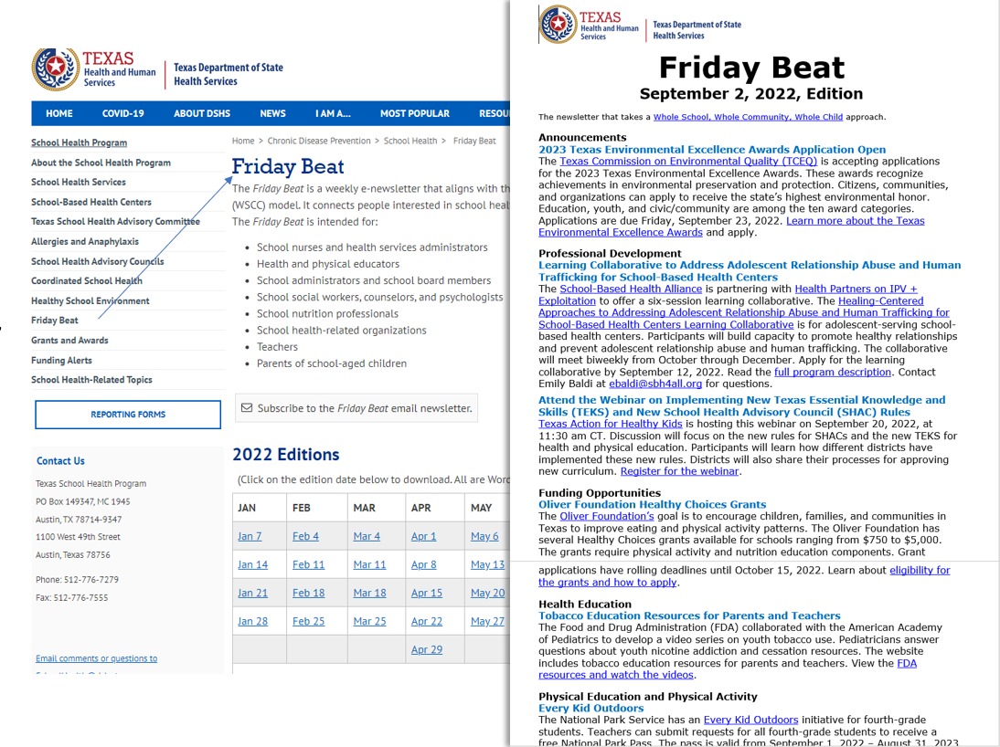 TEXAS
Health and Human
Services
Texas Department of State
Health Services
HOME
COVID-19
ABOUT DSHS
NEWS
I AM A...
MOST POPULAR
School Health Program
About the School Health Program
School Health Services
School-Based Health Centers
Texas School Health Advisory Committee
Allergies and Anaphylaxis
School Health Advisory Councils
Coordinated School Health
Healthy School Environment
Friday Beat
Grants and Awards
Funding Alerts
School Health-Related Topics
REPORTING FORMS
Contact Us
Texas School Health Program
PO Box 149347, MC 1945
Austin, TX 78714-9347
1100 West 49th Street
Austin, Texas 78756
Phone: 512-776-7279
Fax: 512-776-7555
Email comments or questions to
Home > Chronic Disease Prevention > School Health > Friday Beat
Friday Beat
The Friday Beat is a weekly e-newsletter that aligns with th
(WSCC) model. It connects people interested in school heal
The Friday Beat is intended for:
• School nurses and health services administrators
• Health and physical educators
• School administrators and school board members
• School social workers, counselors, and psychologists
• School nutrition professionals
• School health-related organizations
• Teachers
• Parents of school-aged children
Subscribe to the Friday Beat email newsletter.
2022 Editions
(Click on the edition date below to download. All are Word
JAN FEB MAR APR MAY
Jan 7 Feb 4 Mar 4 Apr 1 May 6
Jan 14 Feb 11 Mar 11 Apr 8 May 13
Jan 21 Feb 18 Mar 18 Apr 15 May 20
Jan 28 Feb 25 Mar 25 Apr 22 May 27
Apr 29
TEXAS
Health and Human
Services
Texas Department of State
Health Services
Friday Beat
September 2, 2022, Edition
The newsletter that takes a Whole School, Whole Community, Whole Child approach.
Announcements
2023 Texas Environmental Excellence Awards Application Open
The Texas Commission on Environmental Quality (TCEQ) is accepting applications
for the 2023 Texas Environmental Excellence Awards. These awards recognize
achievements in environmental preservation and protection. Citizens, communities,
and organizations can apply to receive the state's highest environmental honor.
Education, youth, and civic/community are among the ten award categories.
Applications are due Friday, September 23, 2022. Learn more about the Texas
Environmental Excellence Awards and apply.
Professional Development
Learning Collaborative to Address Adolescent Relationship Abuse and Human
Trafficking for School-Based Health Centers
The School-Based Health Alliance is partnering with Health Partners on IPV +
Exploitation to offer a six-session learning collaborative. The Healing-Centered
Approaches to Addressing Adolescent Relationship Abuse and Human Trafficking for
School-Based Health Centers Learning Collaborative is for adolescent-serving school-
based health centers. Participants will build capacity to promote healthy relationships
and prevent adolescent relationship abuse and human trafficking. The collaborative
will meet biweekly from October through December. Apply for the learning
collaborative by September 12, 2022. Read the full program description. Contact
Emily Baldi at ebaldi@sbh4all.org for questions.
Attend the Webinar on Implementing New Texas Essential Knowledge and
Skills (TEKS) and New School Health Advisory Council (SHAC) Rules
Texas Action for Healthy Kids is hosting this webinar on September 20, 2022, at
11:30 am CT. Discussion will focus on the new rules for SHACs and the new TEKS for
health and physical education. Participants will learn how different districts have
implemented these new rules. Districts will also share their processes for approving
new curriculum. Register for the webinar.
Funding Opportunities
Oliver Foundation Healthy Choices Grants
The Oliver Foundation's goal is to encourage children, families, and communities in
Texas to improve eating and physical activity patterns. The Oliver Foundation has
several Healthy Choices grants available for schools ranging from $750 to $5,000.
The grants require physical activity and nutrition education components. Grant
applications have rolling deadlines until October 15, 2022. Learn about eligibility for
the grants and how to apply.
Health Education
Tobacco Education Resources for Parents and Teachers
The Food and Drug Administration (FDA) collaborated with the American Academy
of Pediatrics to develop a video series on youth tobacco use. Pediatricians answer
questions about youth nicotine addiction and cessation resources. The website
includes tobacco education resources for parents and teachers. View the FDA
resources and watch the videos.
Physical Education and Physical Activity
Every Kid Outdoors
The National Park Service has an Every Kid Outdoors initiative for fourth-grade
students. Teachers can submit requests for all fourth-grade students to receive a
free National Park Pass. The pass is valid from September 1, 2022 – August 31, 2023